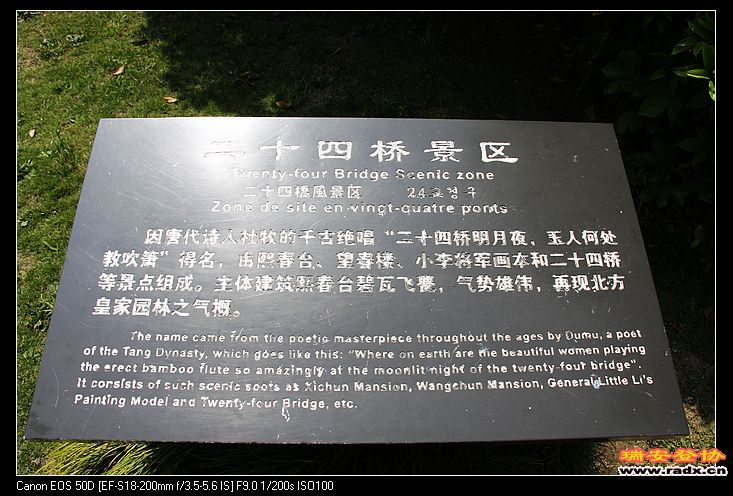 二十四桥景区
Twenty-four Bridge Scenic zone
二十四橋風景区 24교경구
Zone de site en vingt-quatre ponts
因唐代诗人杜牧的千古绝唱“二十四桥明月夜，玉人何处
教吹箫”得名，由熙春台、望春楼、小李将军画本和二十四桥
等景点组成。主体建筑熙春台碧瓦飞甍，气势雄伟，再现北方
皇家园林之气概。
The name came from the poetic masterpiece throughout the ages by Dumu, a poet
of the Tang Dynasty, which goes like this: "Where on earth are the beautiful women playing
the erect bamboo flute so amazingly at the moonlit night of the twenty-four bridge".
It consists of such scenic spots as Xichun Mansion, Wangchun Mansion, General Little Li's
Painting Model and Twenty-four Bridge, etc.
瑞安登协
www.radx.cn
Canon EOS 50D [EF-S18-200mm f/3.5-5.6 IS] F9.0 1/200s ISO100